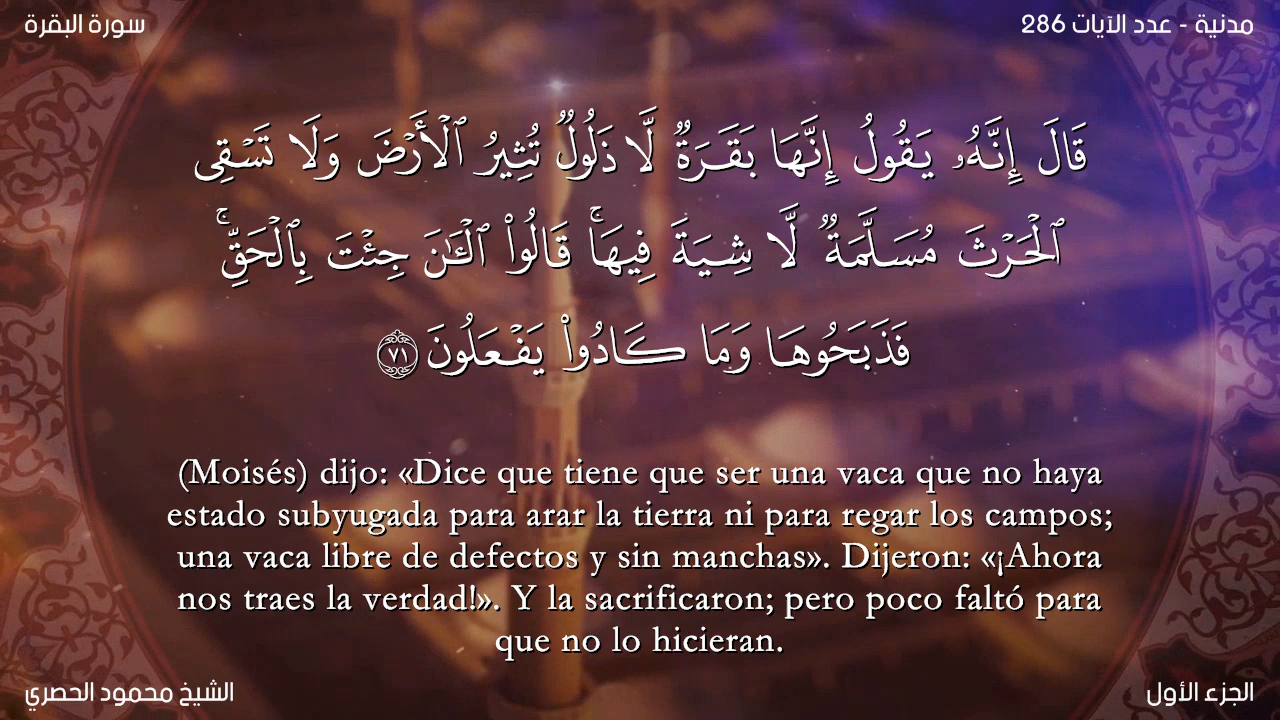 سورة البقرة
مدنية - عدد الآيات 286
قَالَ إِنَّهُۥ يَقُولُ إِنَّهَا بَقَرَةٌ لَّا ذَلُولٌ تُثِيرُ ٱلْأَرْضَ وَلَا تَسْقِى
ٱلْحَرْثَ مُسَلَّمَةٌ لَّا شِيَةَ فِيهَا ۚ قَالُوا۟ ٱلْـَٰٔنَ جِئْتَ بِٱلْحَقِّ ۚ
فَذَبَحُوهَا وَمَا كَادُوا۟ يَفْعَلُونَ ٧١
(Moisés) dijo: «Dice que tiene que ser una vaca que no haya
estado subyugada para arar la tierra ni para regar los campos;
una vaca libre de defectos y sin manchas». Dijeron: «¡Ahora
nos traes la verdad!». Y la sacrificaron; pero poco faltó para
que no lo hicieran.
الشيخ محمود الحصري
الجزء الأول